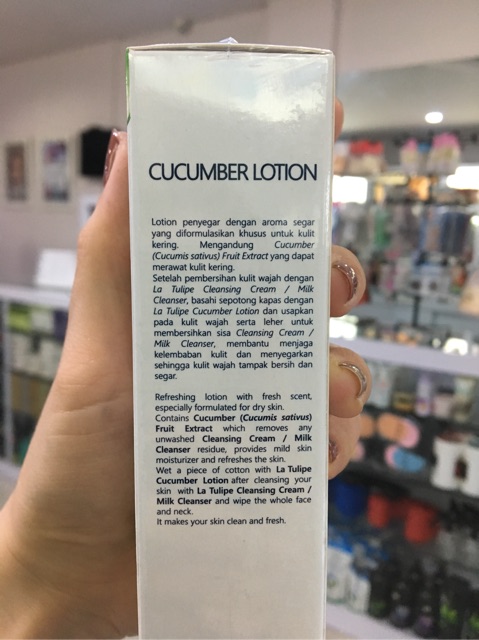 CUCUMBER LOTION
Lotion penyegar dengan aroma segar
yang diformulasikan khusus untuk kulit
kering. Mengandung Cucumber
(Cucumis sativus) Fruit Extract yang dapat
merawat kulit kering.
Setelah pembersihan kulit wajah dengan
La Tulipe Cleansing Cream / Milk
Cleanser, basahi sepotong kapas dengan
La Tulipe Cucumber Lotion dan usapkan
pada kulit wajah serta leher untuk
membersihkan sisa Cleansing Cream /
Milk Cleanser, membantu menjaga
kelembaban kulit dan menyegarkan
sehingga kulit wajah tampak bersih dan
segar.
Refreshing lotion with fresh scent,
especially formulated for dry skin.
Contains Cucumber (Cucumis sativus)
Fruit Extract which removes any
unwashed Cleansing Cream / Milk
Cleanser residue, provides mild skin
moisturizer and refreshes the skin.
Wet a piece of cotton with La Tulipe
Cucumber Lotion after cleansing your
skin with La Tulipe Cleansing Cream /
Milk Cleanser and wipe the whole face
and neck.
It makes your skin clean and fresh.